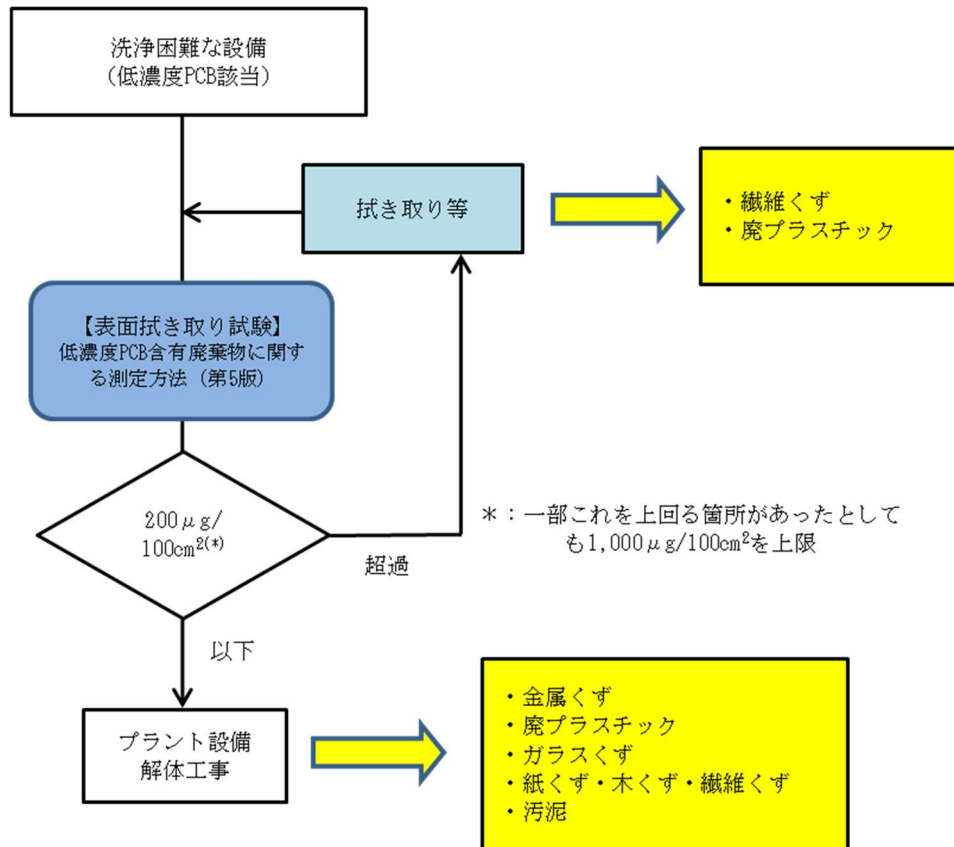 洗浄困難な設備
(低濃度PCB該当)
拭き取り等
・繊維くず
・廃プラスチック
【表面拭き取り試験】
低濃度PCB含有廃棄物に関す
る測定方法（第5版）
200μg/
100cm²(*)
超過
＊：一部これを上回る箇所があったとして
も1,000μg/100cm²を上限
以下
プラント設備
解体工事
・金属くず
・廃プラスチック
・ガラスくず
・紙くず・木くず・繊維くず
・汚泥